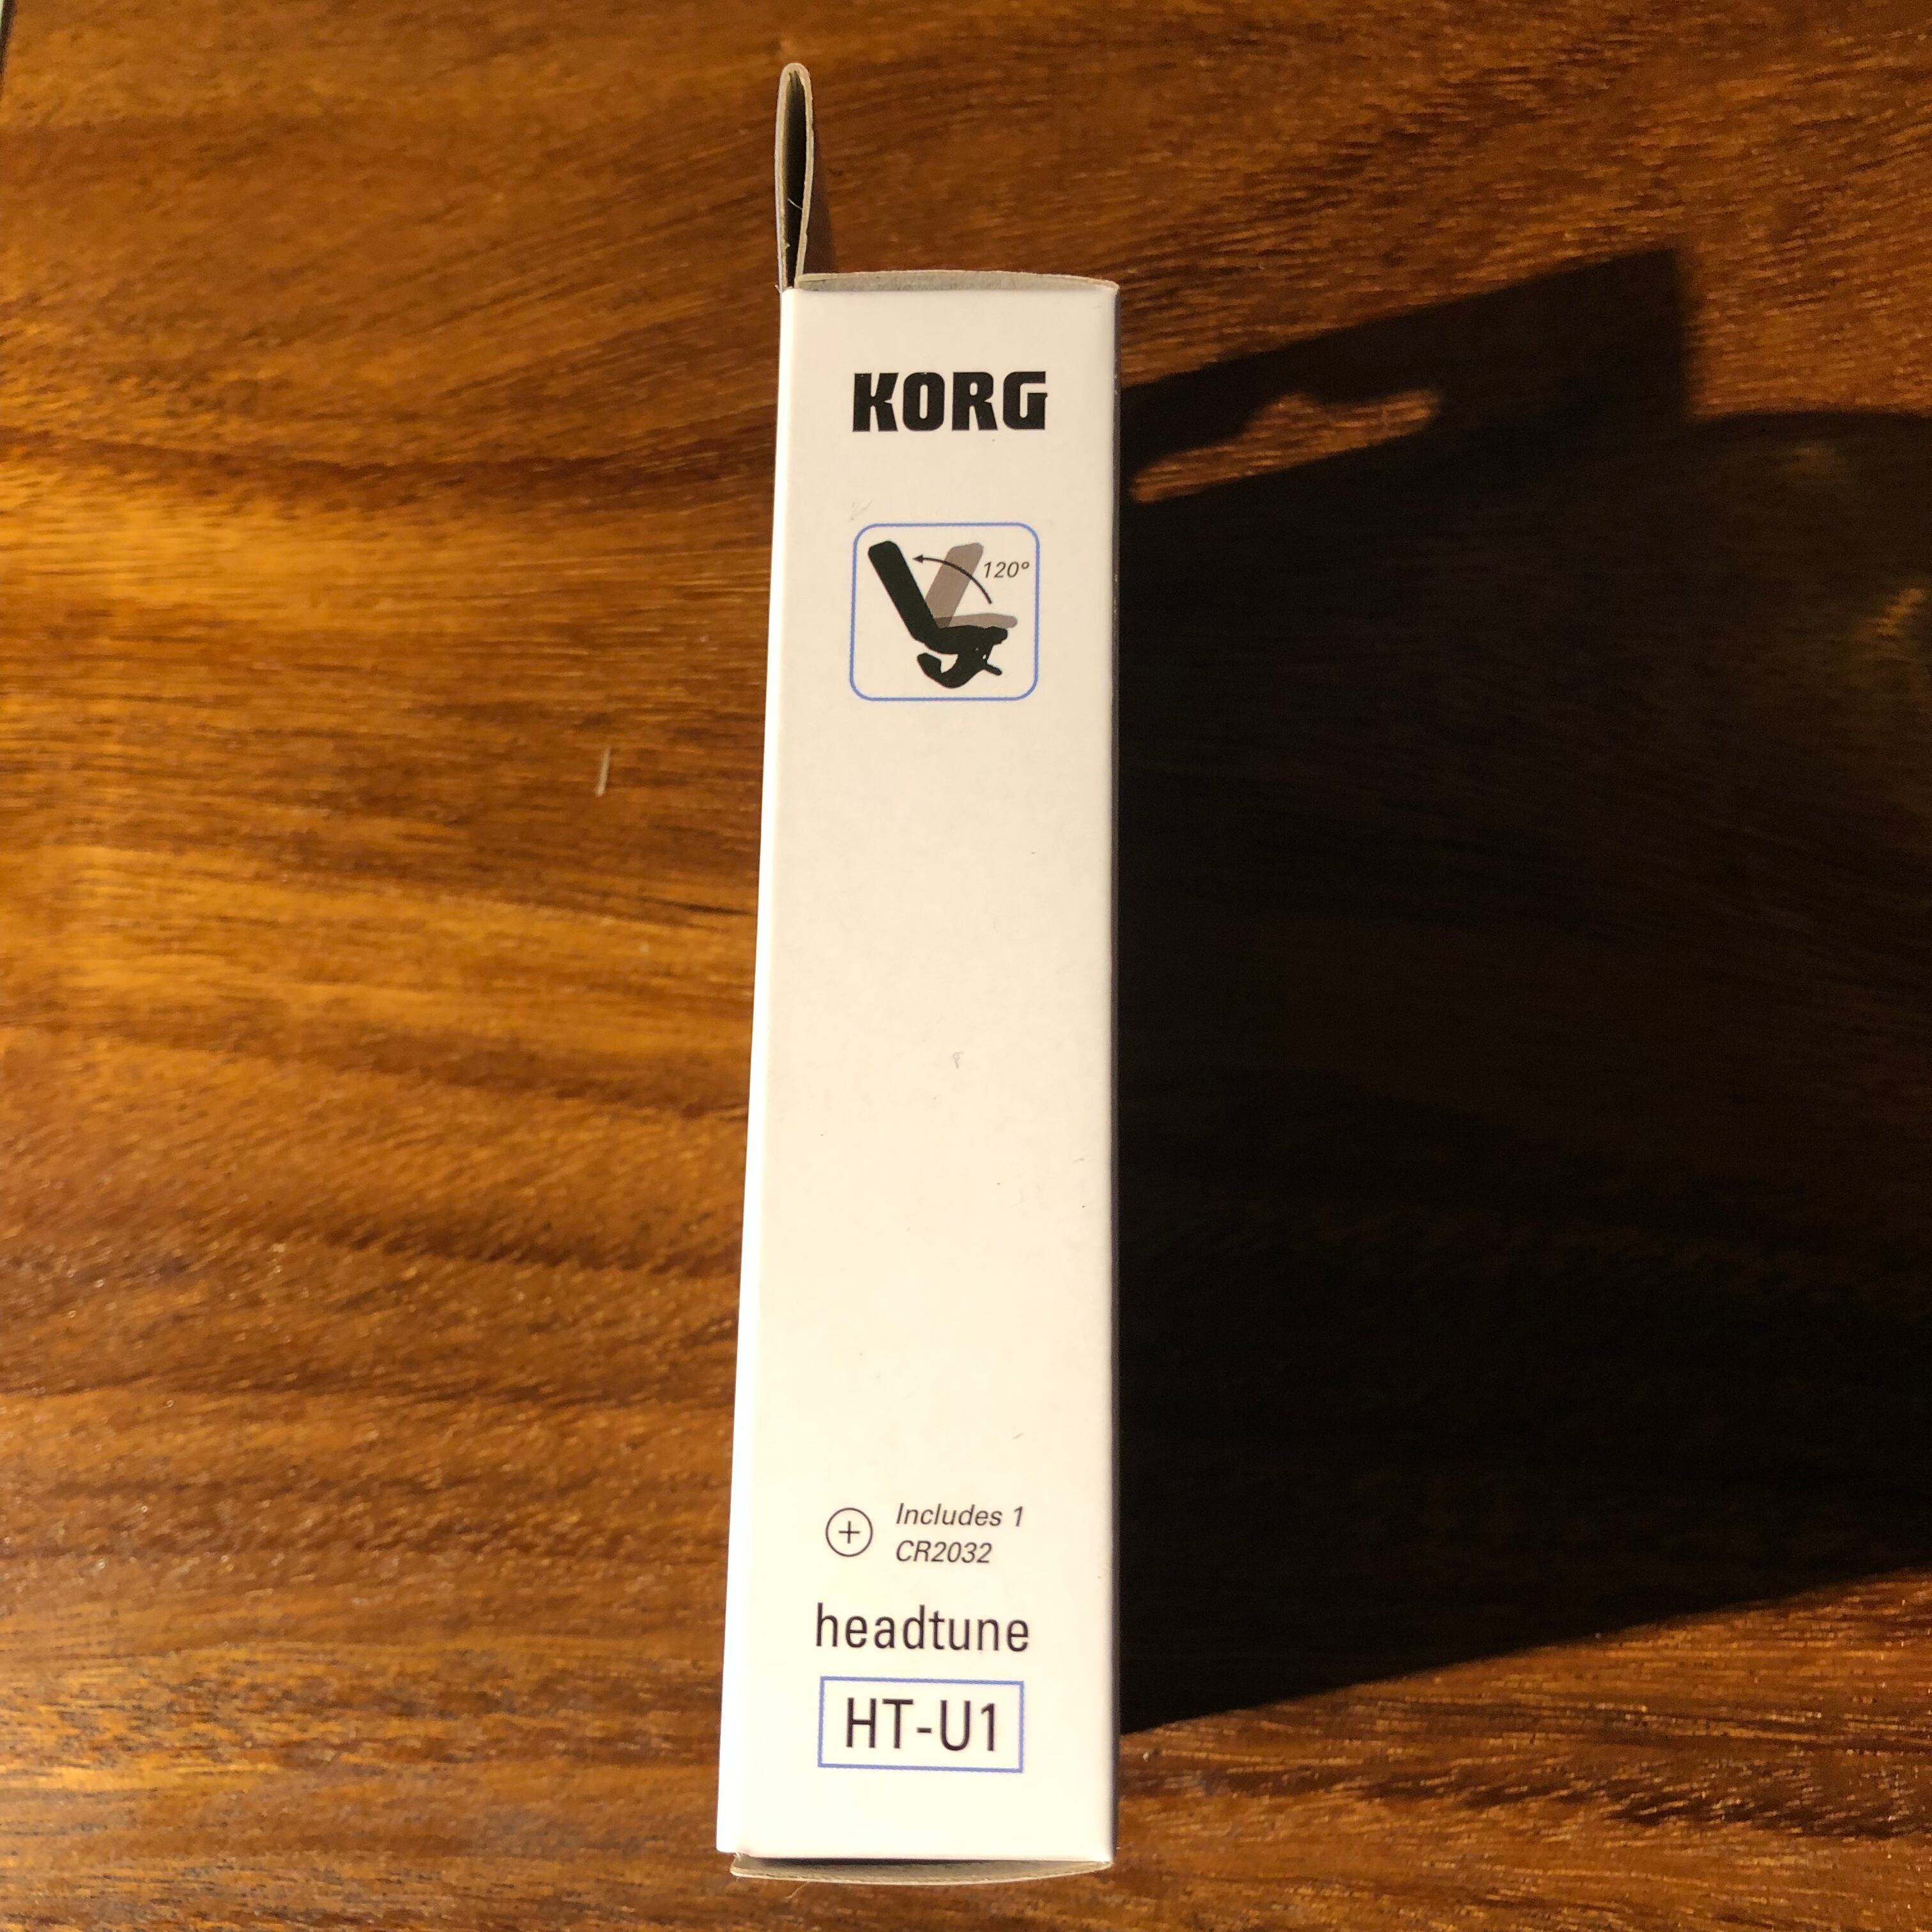 KORG
120°
Includes 1
CR2032
headtune
HT-U1